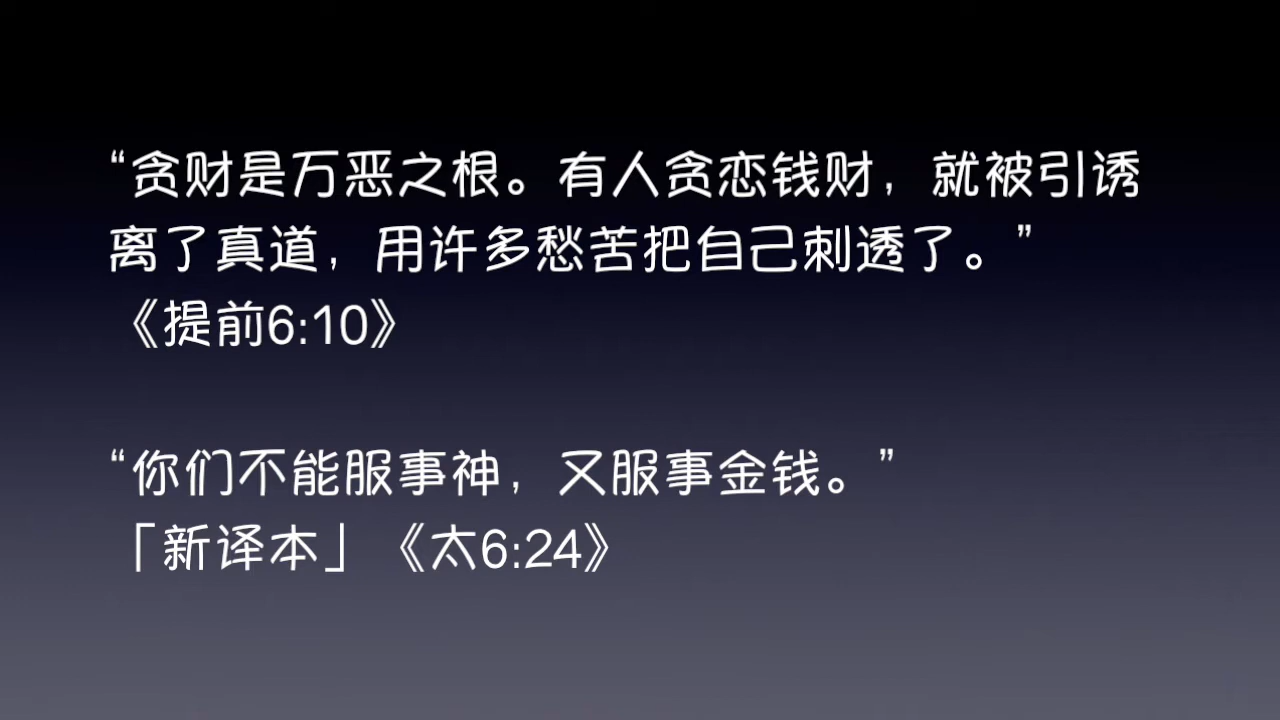 “贪财是万恶之根。有人贪恋钱财，就被引诱
离了真道，用许多愁苦把自己刺透了。”
《提前6:10》
“你们不能服事神，又服事金钱。”
「新译本」《太6:24》